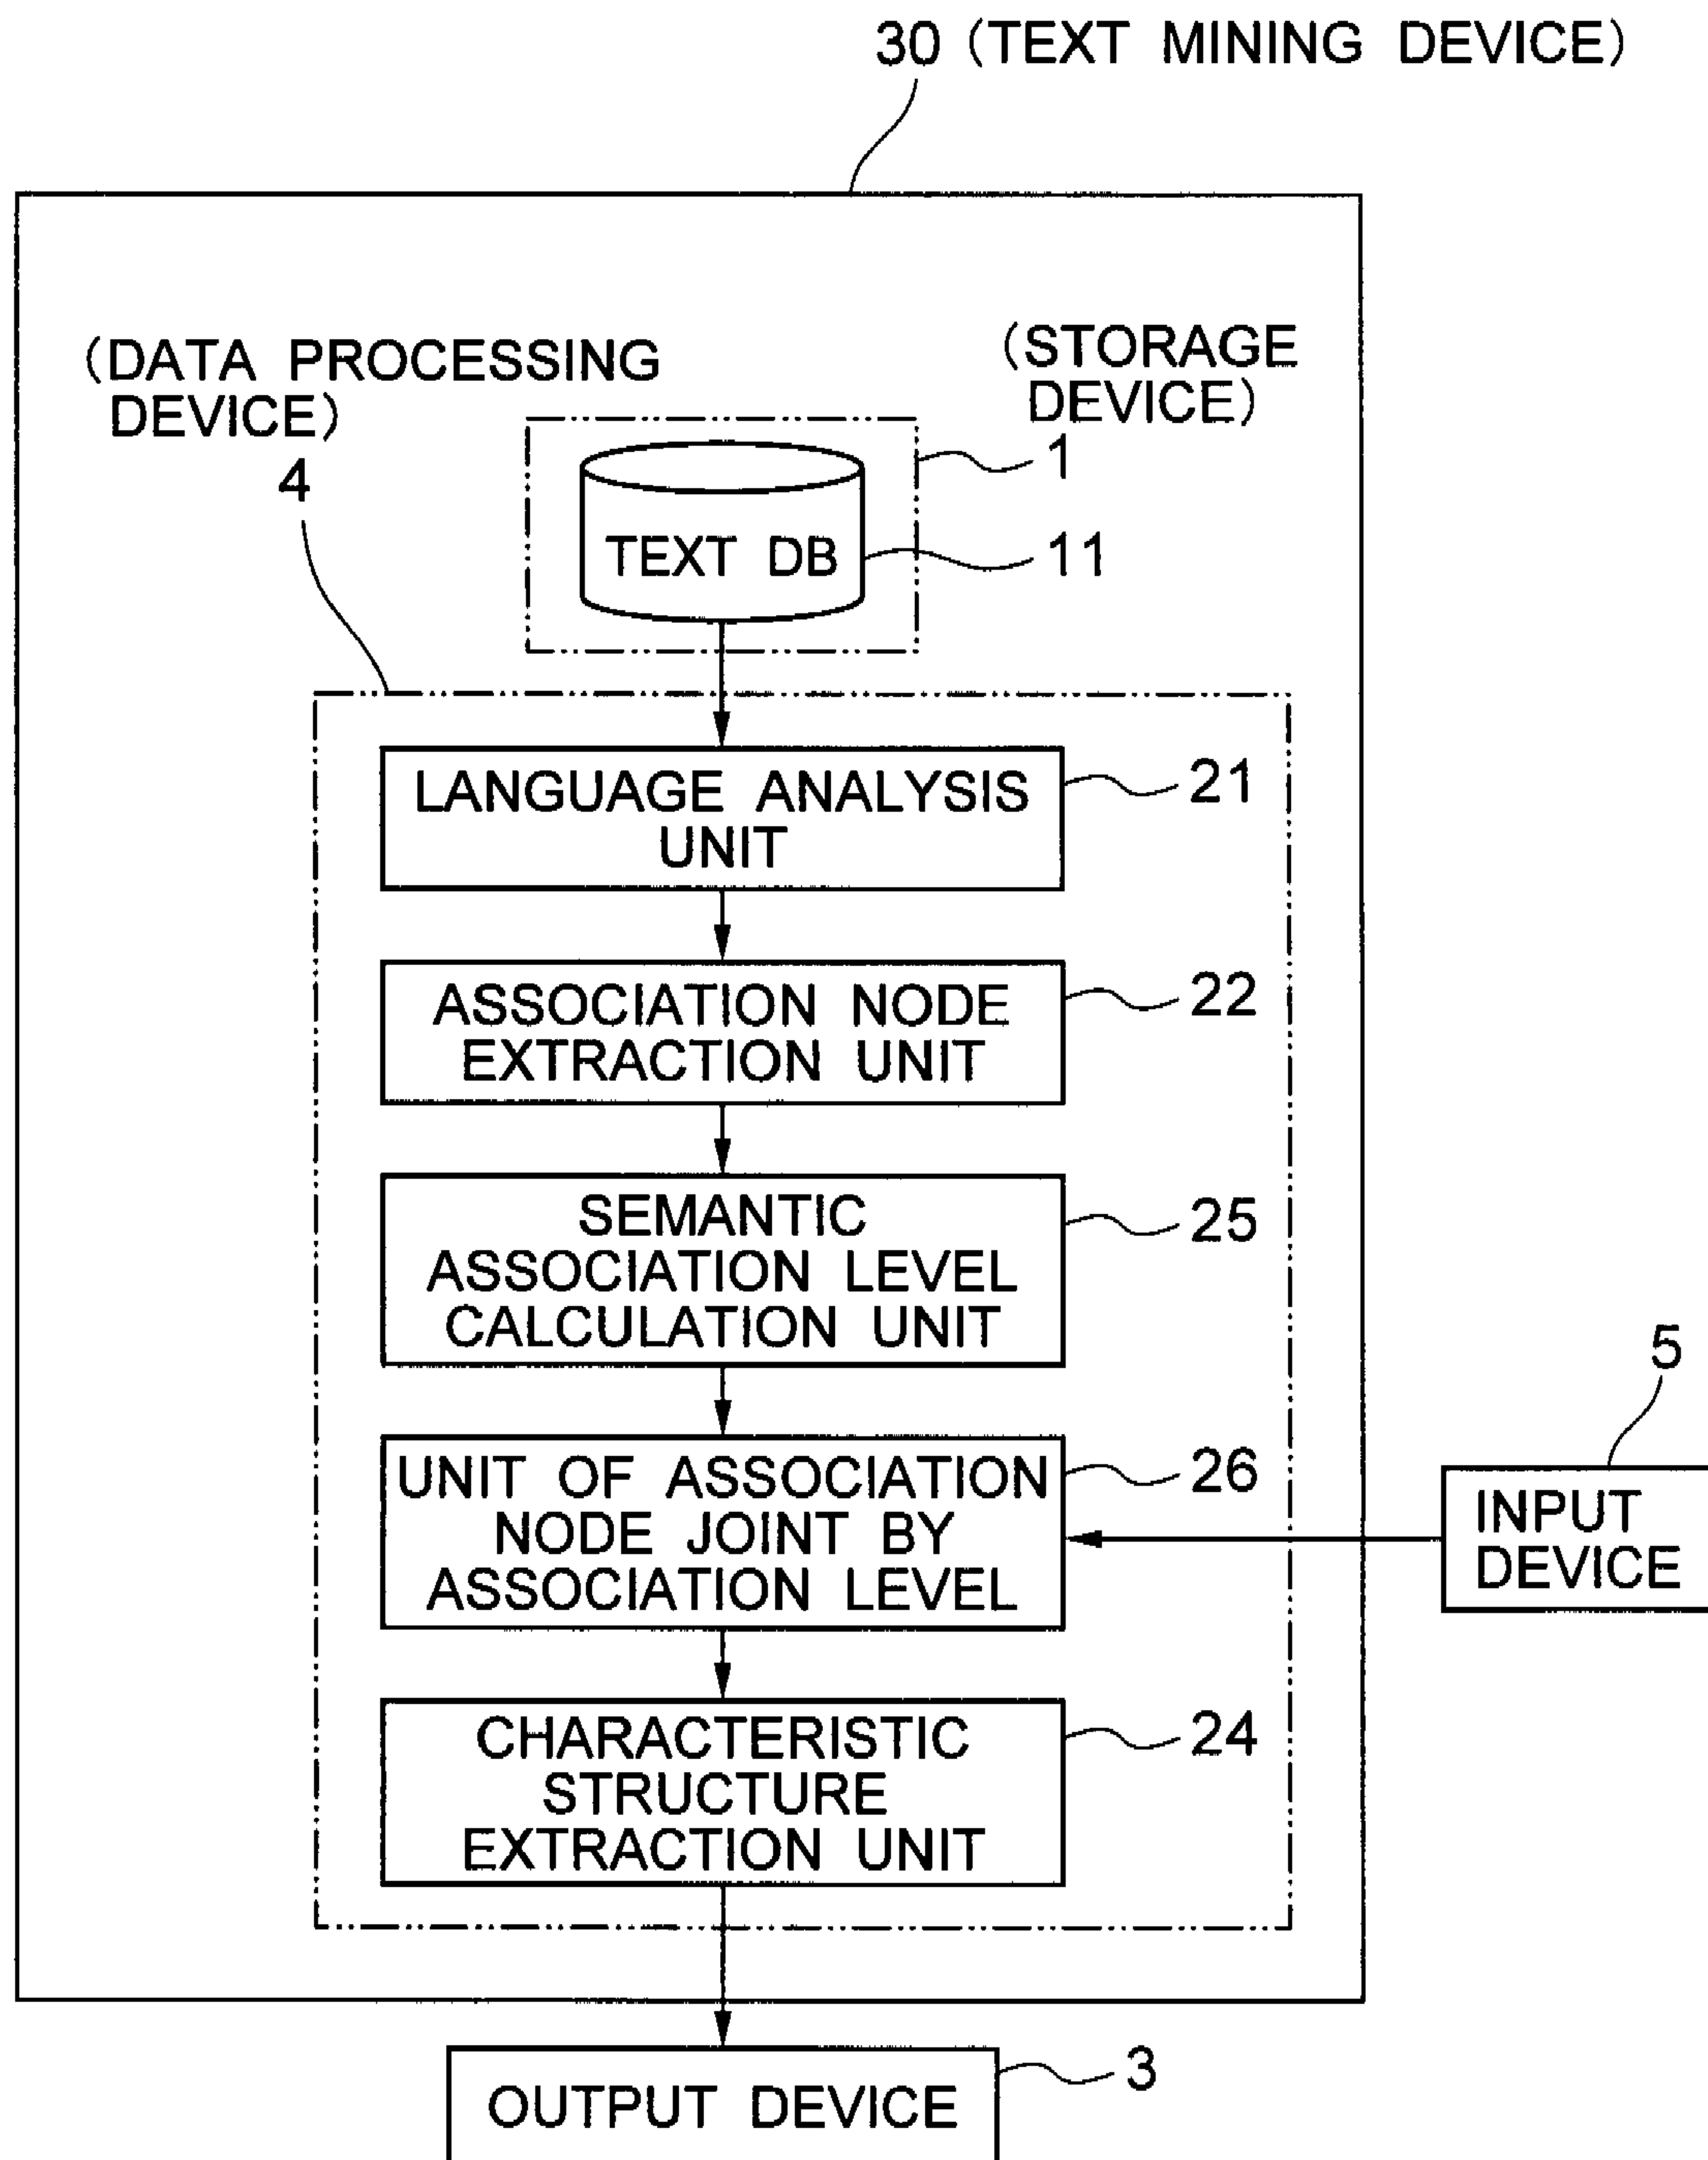 30 (TEXT MINING DEVICE)
(DATA PROCESSING
DEVICE)
4
(STORAGE
DEVICE)
1
TEXT DB
11
LANGUAGE ANALYSIS
UNIT
21
ASSOCIATION NODE
EXTRACTION UNIT
22
SEMANTIC
ASSOCIATION LEVEL
CALCULATION UNIT
25
UNIT OF ASSOCIATION
NODE JOINT BY
ASSOCIATION LEVEL
26
5
INPUT
DEVICE
CHARACTERISTIC
STRUCTURE
EXTRACTION UNIT
24
OUTPUT DEVICE
3